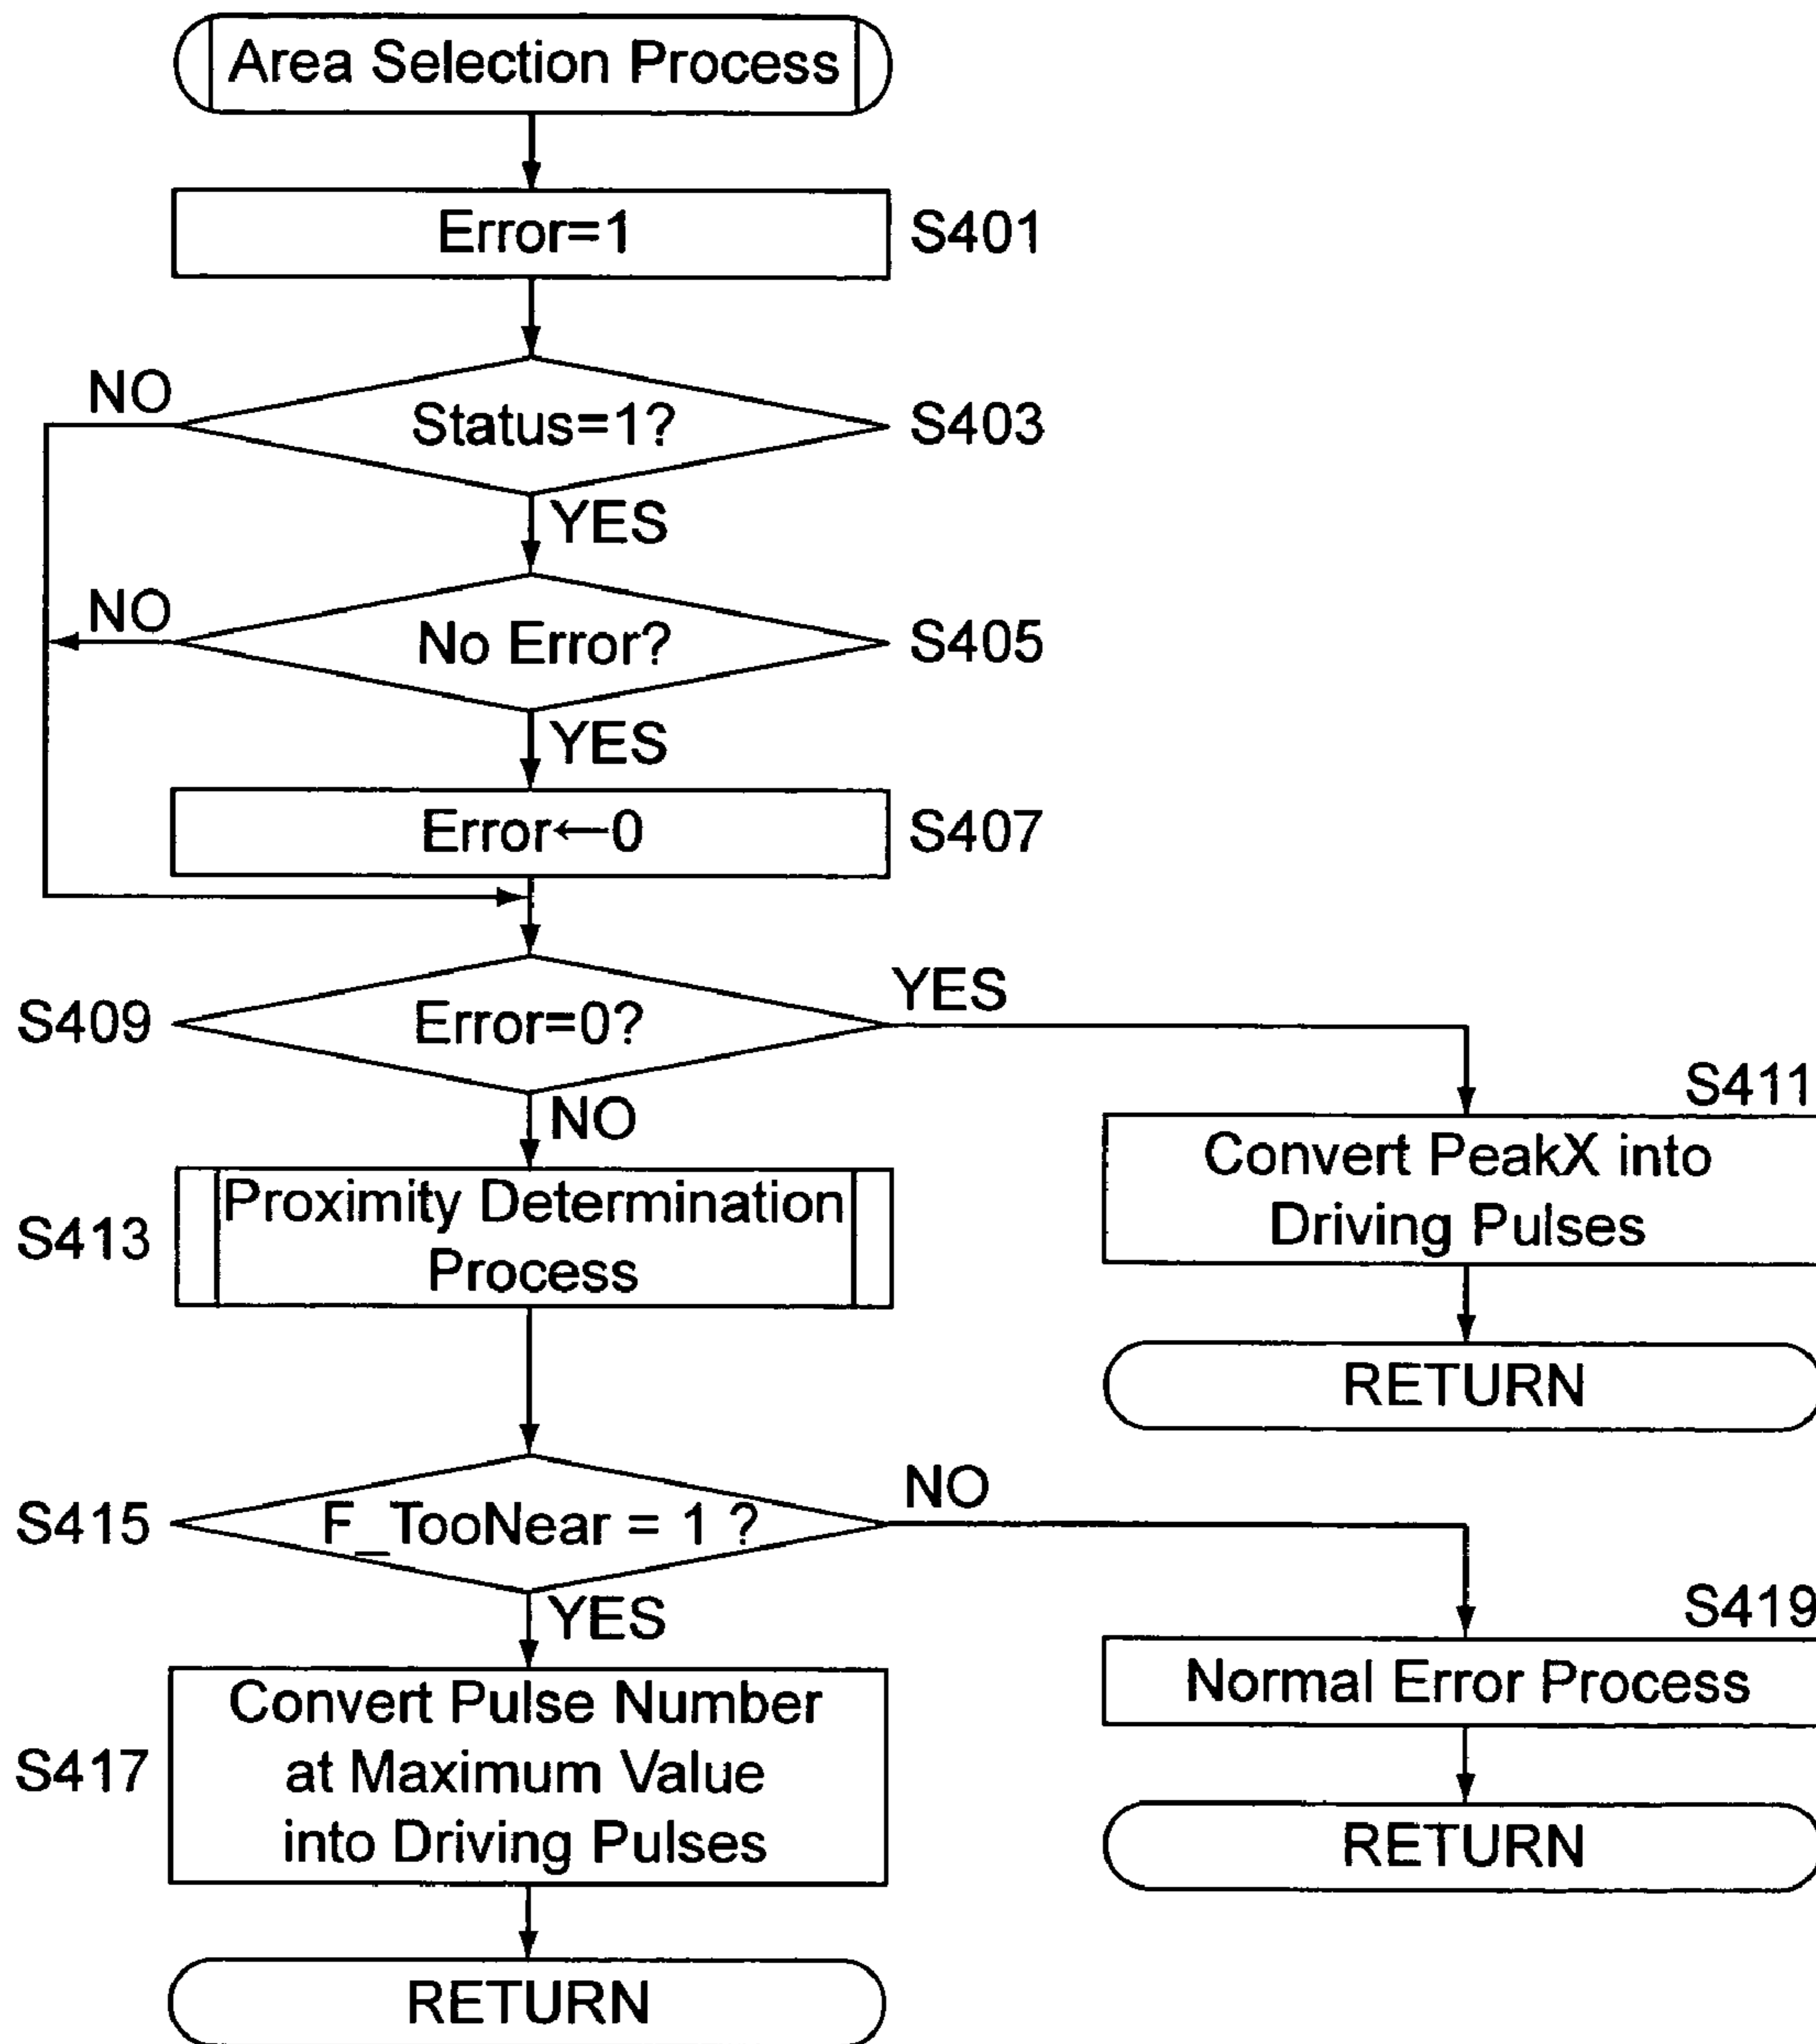 Area Selection Process
Error=1
S401
NO
Status=1?
S403
YES
NO
No Error?
S405
YES
Error←0
S407
S409
Error=0?
YES
NO
S411
Convert PeakX into
Driving Pulses
S413
Proximity Determination
Process
RETURN
S415
F_TooNear = 1 ?
NO
YES
S419
Normal Error Process
S417
Convert Pulse Number
at Maximum Value
into Driving Pulses
RETURN
RETURN